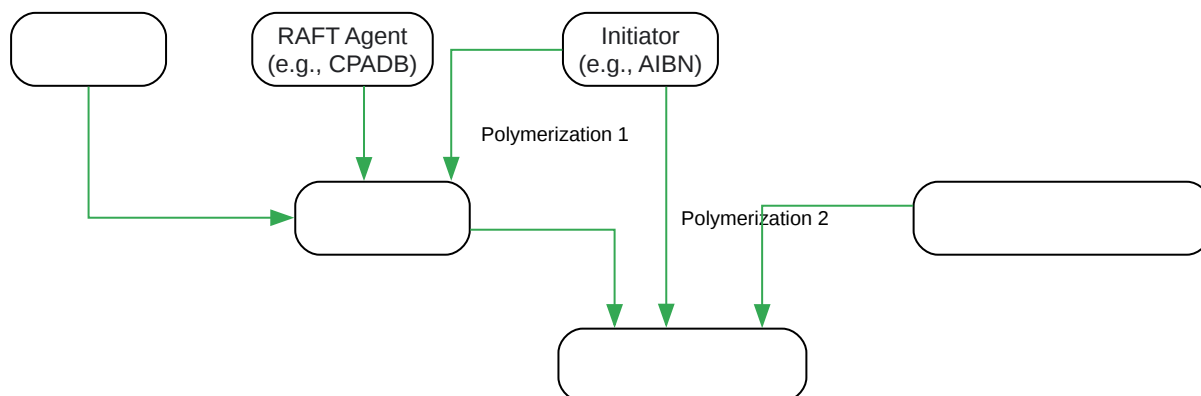 RAFT Agent
(e.g., CPADB)
Initiator
(e.g., AIBN)
Polymerization 1
Polymerization 2